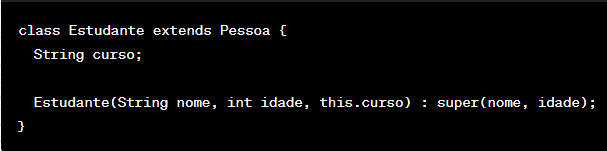 class Estudante extends Pessoa {
  String curso;

  Estudante(String nome, int idade, this.curso) : super(nome, idade);
}